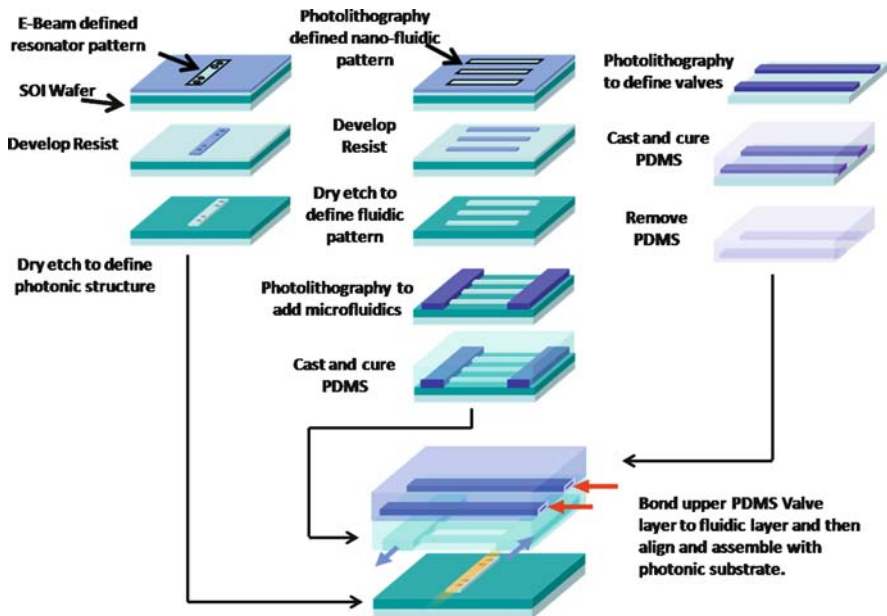 E-Beam defined
resonator pattern
SOI Wafer
Develop Resist
Dry etch to define
photonic structure
Photolithography
defined nano-fluidic
pattern
Develop
Resist
Dry etch to
define fluidic
pattern
Photolithography to
add microfluidics
Cast and cure
PDMS
Photolithography
to define valves
Cast and cure
PDMS
Remove
PDMS
Bond upper PDMS Valve
layer to fluidic layer and then
align and assemble with
photonic substrate.